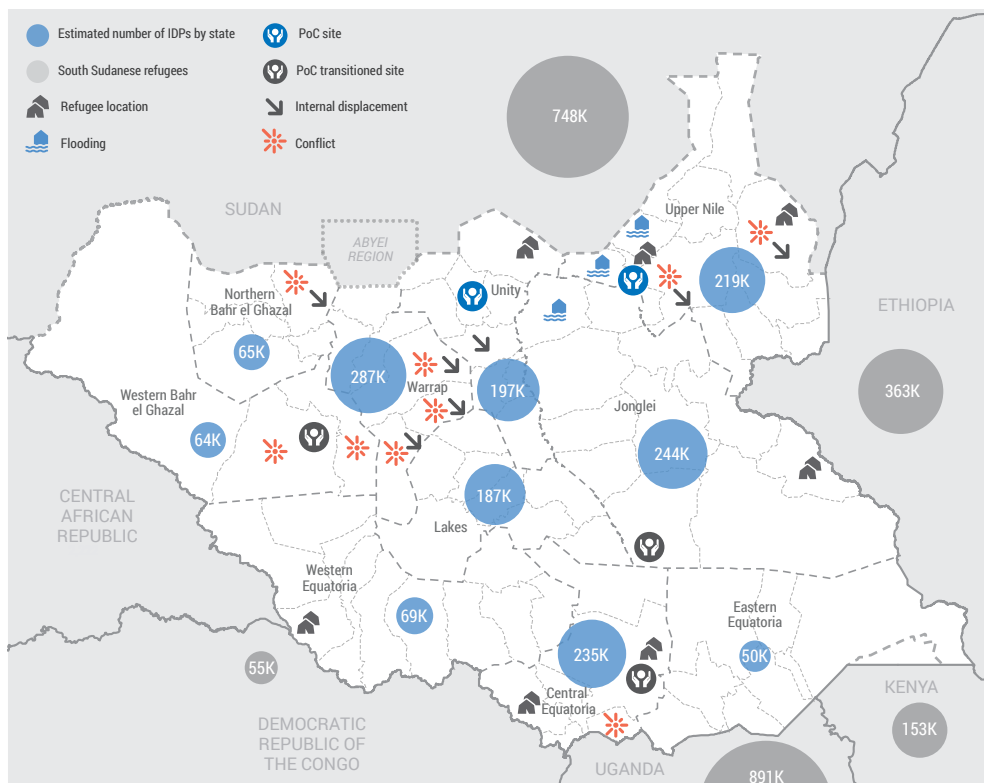 Estimated number of IDPs by state
South Sudanese refugees
Refugee location
Flooding
PoC site
PoC transitioned site
Internal displacement
Conflict
748K
SUDAN
ABYEI
REGION
Upper Nile
219K
Unity
Northern
Bahr el Ghazal
65K
ETHIOPIA
287K
Warrap
197K
363K
Western Bahr
el Ghazal
64K
Jonglei
244K
187K
CENTRAL
AFRICAN
REPUBLIC
Lakes
Western
Equatoria
69K
Eastern
Equatoria
55K
235K
50K
Central
Equatoria
KENYA
153K
DEMOCRATIC
REPUBLIC OF
THE CONGO
UGANDA
891K